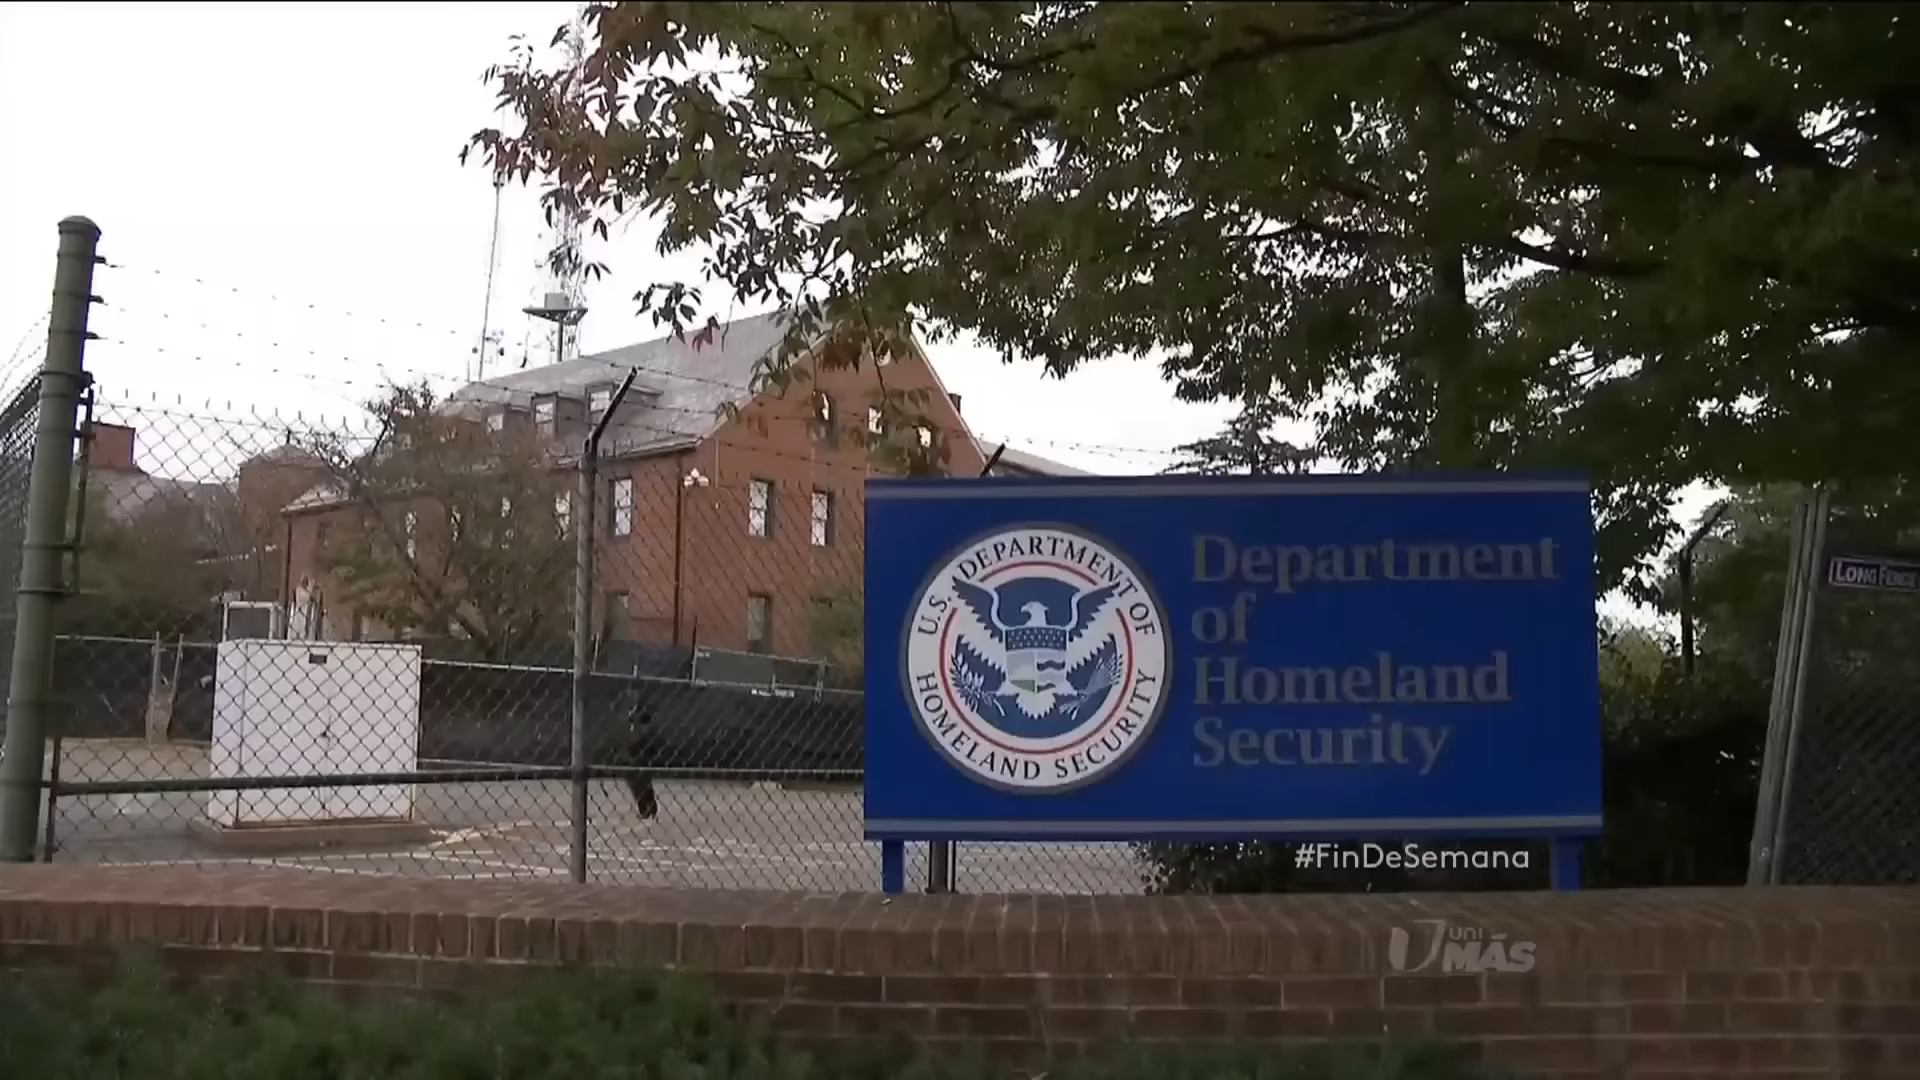 U.S. DEPARTMENT OF
HOMELAND SECURITY
Department
of
Homeland
Security
LONG FENCE
#FinDeSemana
UNI
MÁS